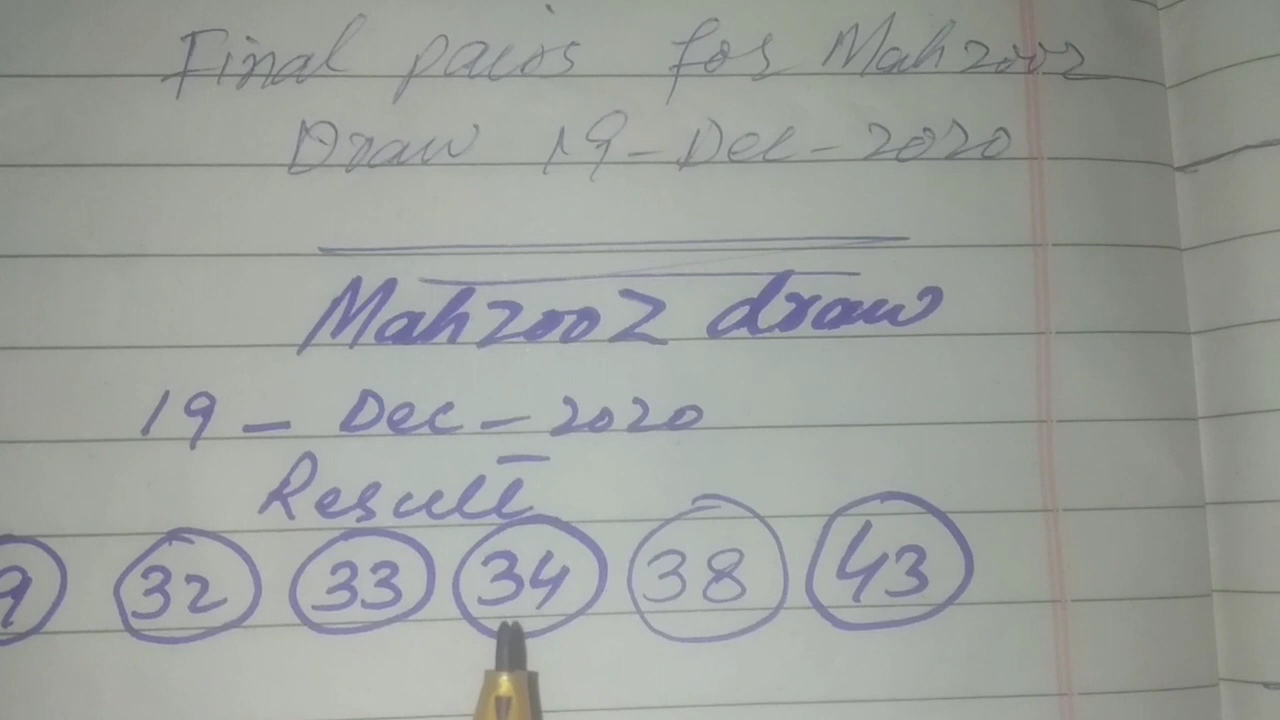 Final pairs for Mahzooz
Draw 19-Dec-2020
Mahzooz draw
19 - Dec - 2020
Result
9 32 33 34 38 43